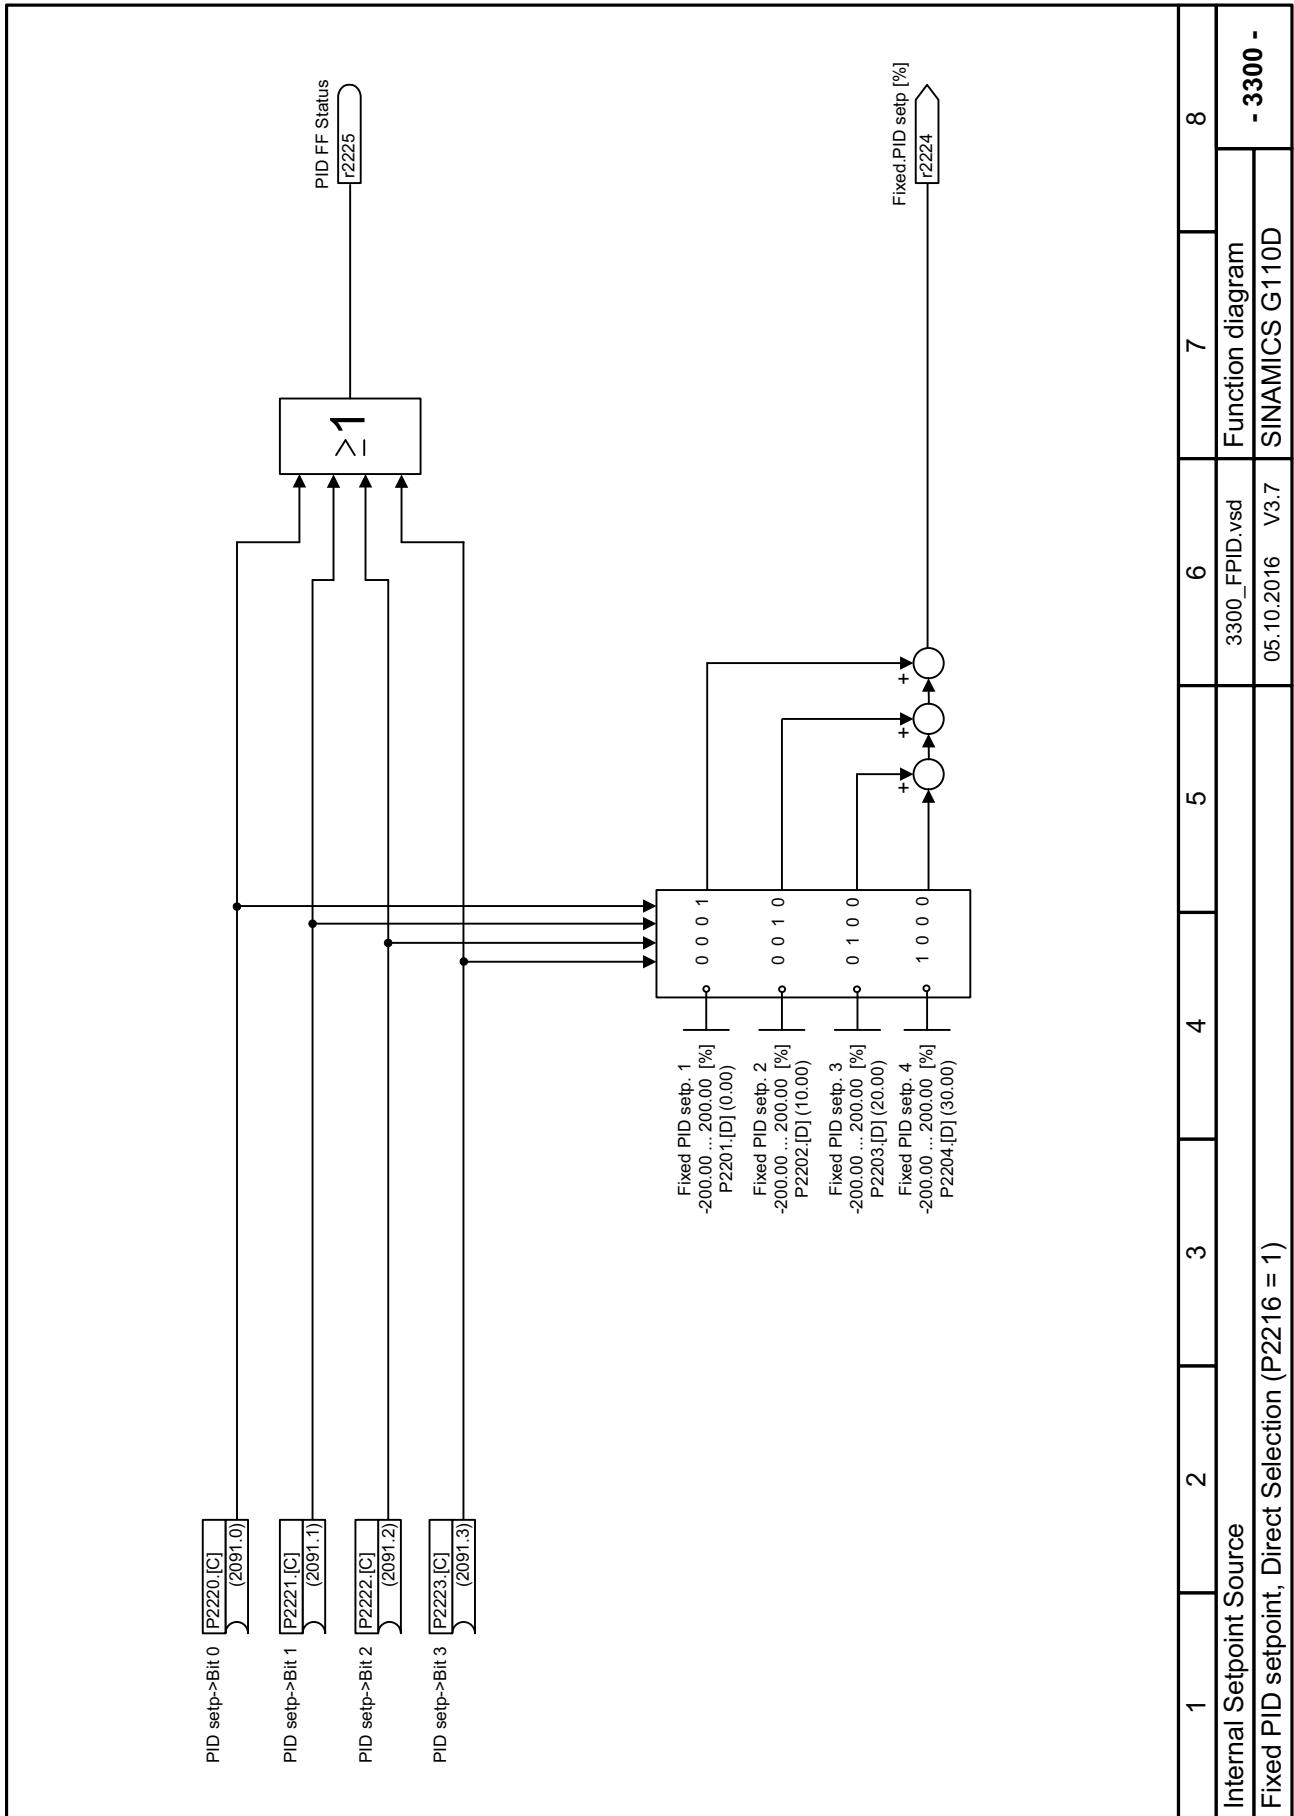 PID setp->Bit 0
P2220.[C]
(2091.0)
PID setp->Bit 1
P2221.[C]
(2091.1)
PID setp->Bit 2
P2222.[C]
(2091.2)
PID setp->Bit 3
P2223.[C]
(2091.3)
≥1
PID FF Status
r2225
Fixed PID setp. 1
-200.00 ... 200.00 [%]
P2201.[D] (0.00)
Fixed PID setp. 2
-200.00 ... 200.00 [%]
P2202.[D] (10.00)
Fixed PID setp. 3
-200.00 ... 200.00 [%]
P2203.[D] (20.00)
Fixed PID setp. 4
-200.00 ... 200.00 [%]
P2204.[D] (30.00)
0 0 0 1
0 0 1 0
0 1 0 0
1 0 0 0
+
+
+
Fixed.PID setp [%]
r2224
1 2 3 4 5 6 7 8
Internal Setpoint Source
3300_FPID.vsd
Function diagram
- 3300 -
Fixed PID setpoint, Direct Selection (P2216 = 1)
05.10.2016 V3.7
SINAMICS G110D